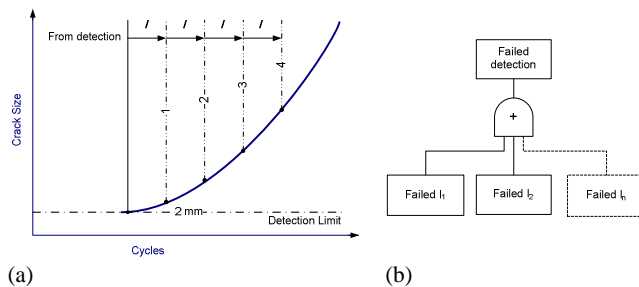 I I I I
From detection
1
2
3
4
Crack Size
2 mm
Detection Limit
Cycles
(a)
Failed
detection
+
Failed I1
Failed I2
Failed In
(b)